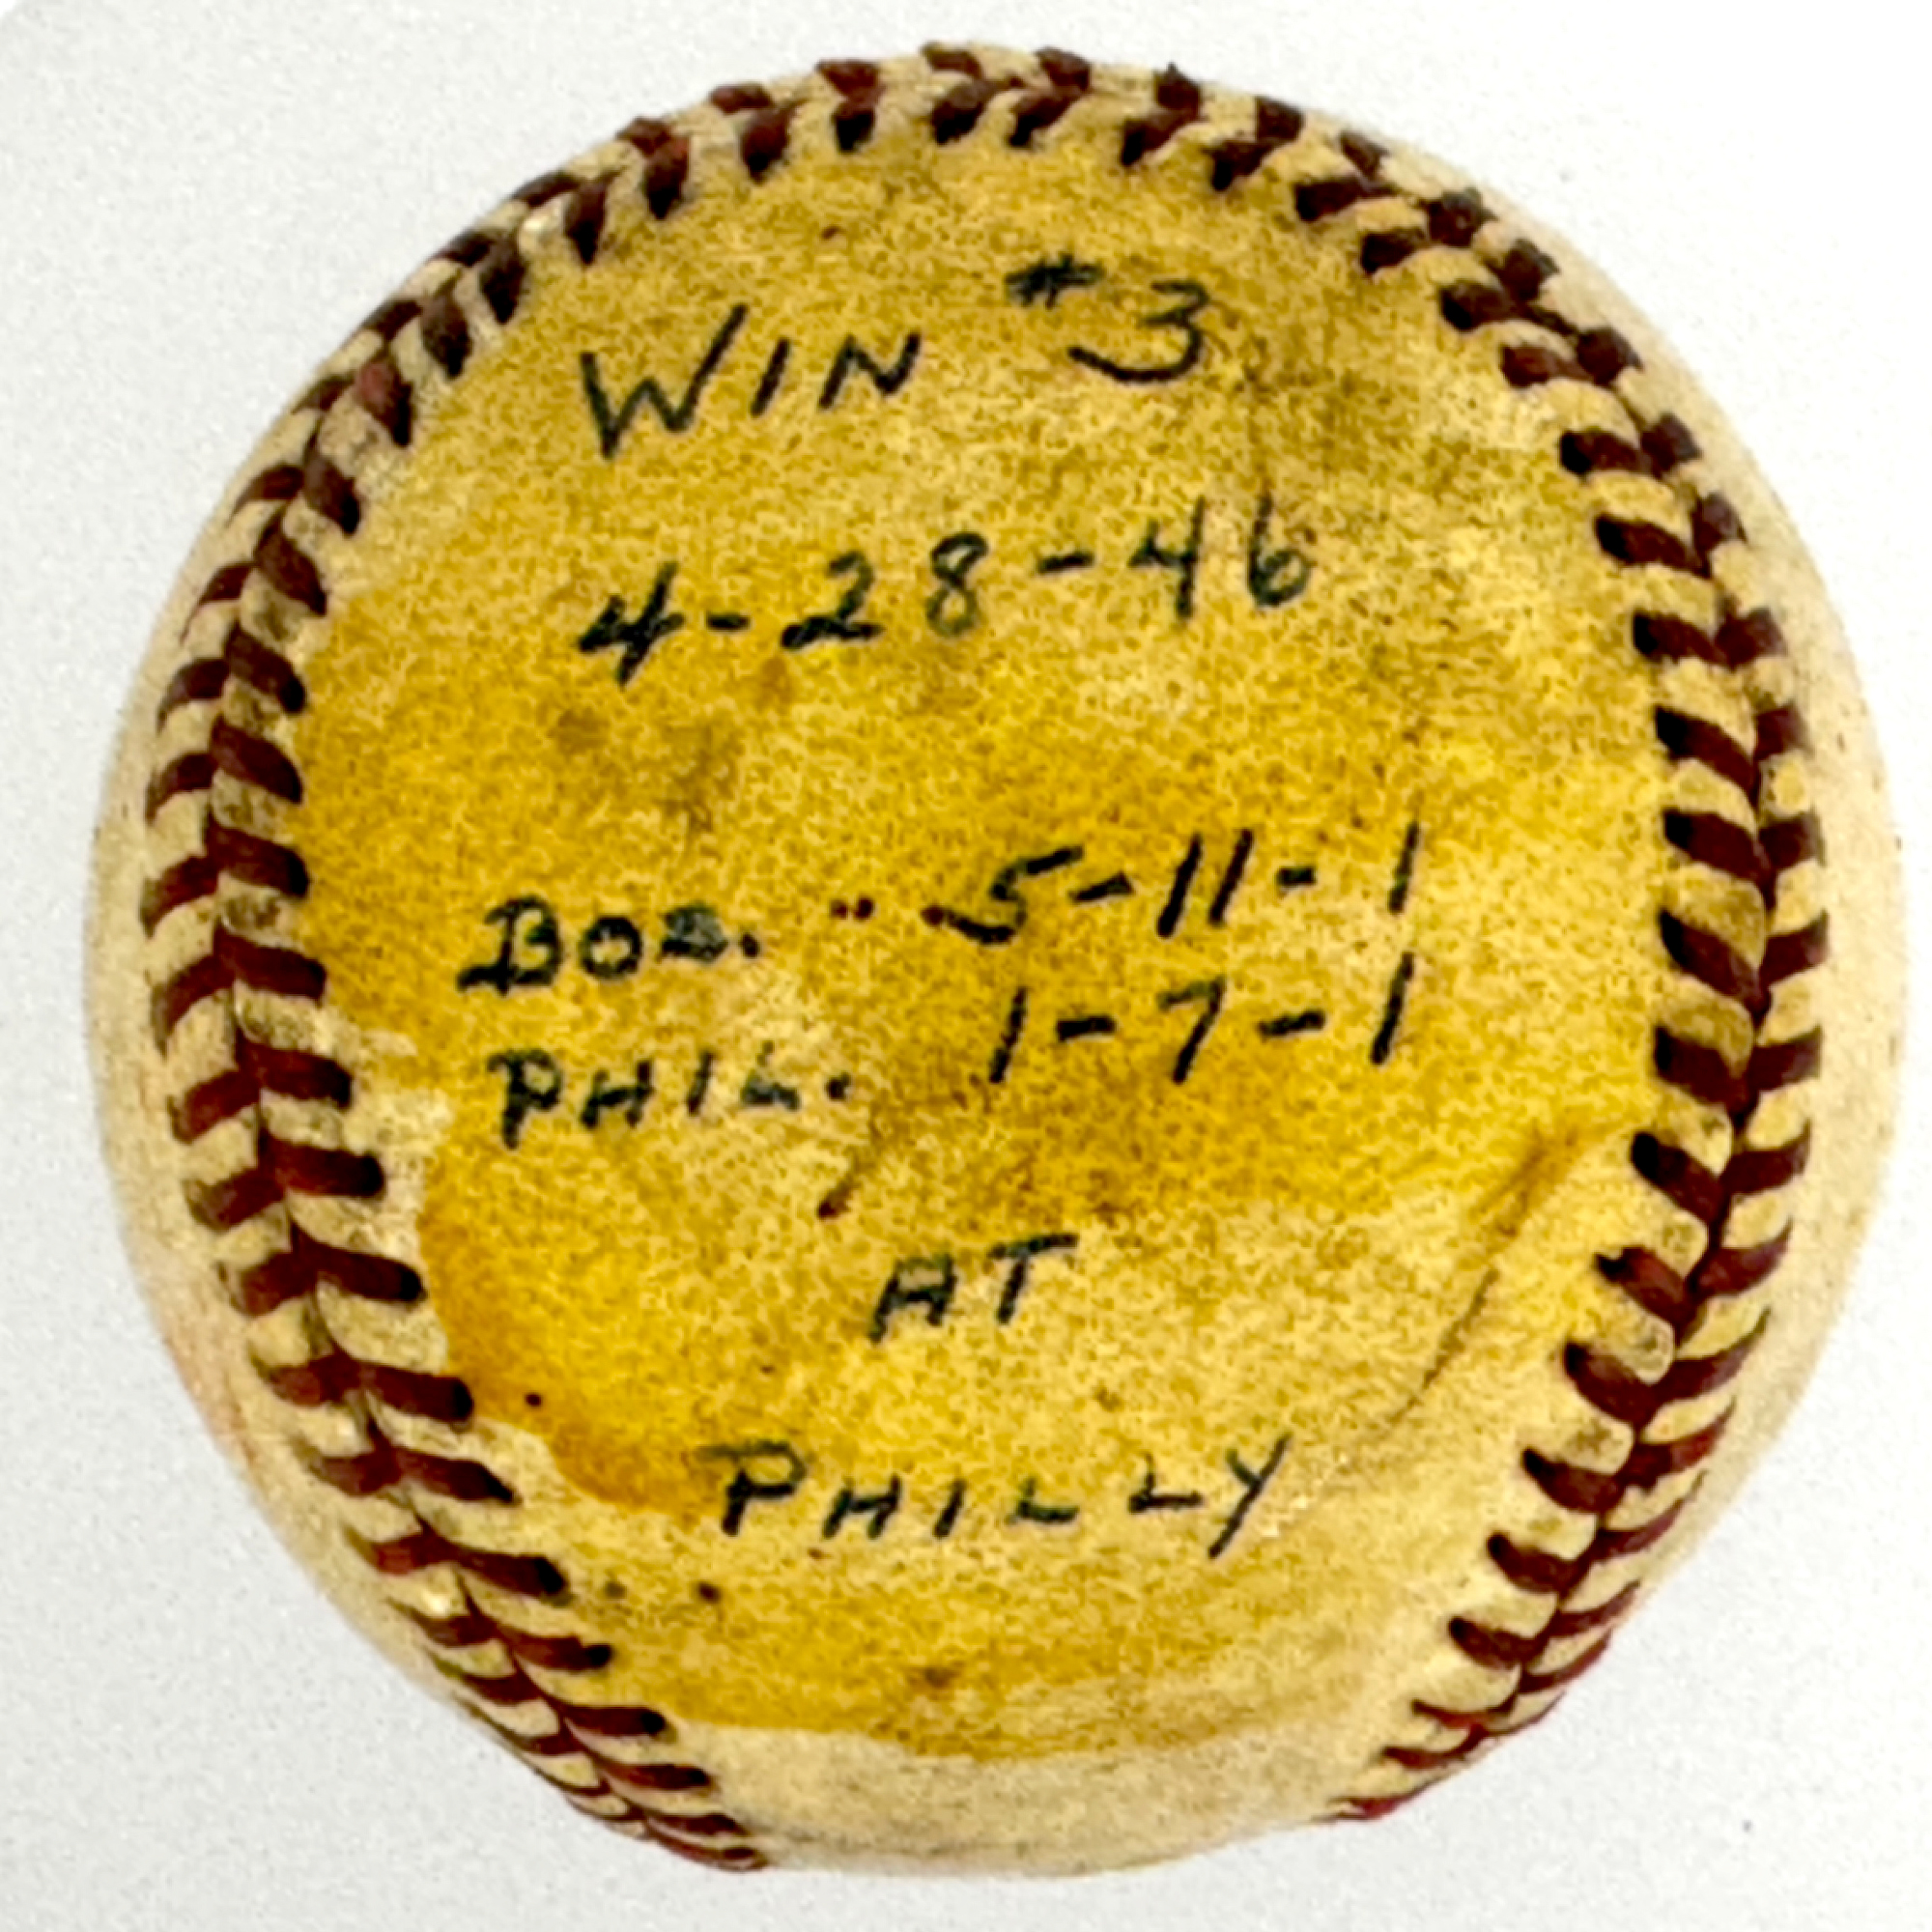 WIN #3
4-28-46
BOS. -- 5-11-1
PHIL. 1-7-1
AT
PHILLY